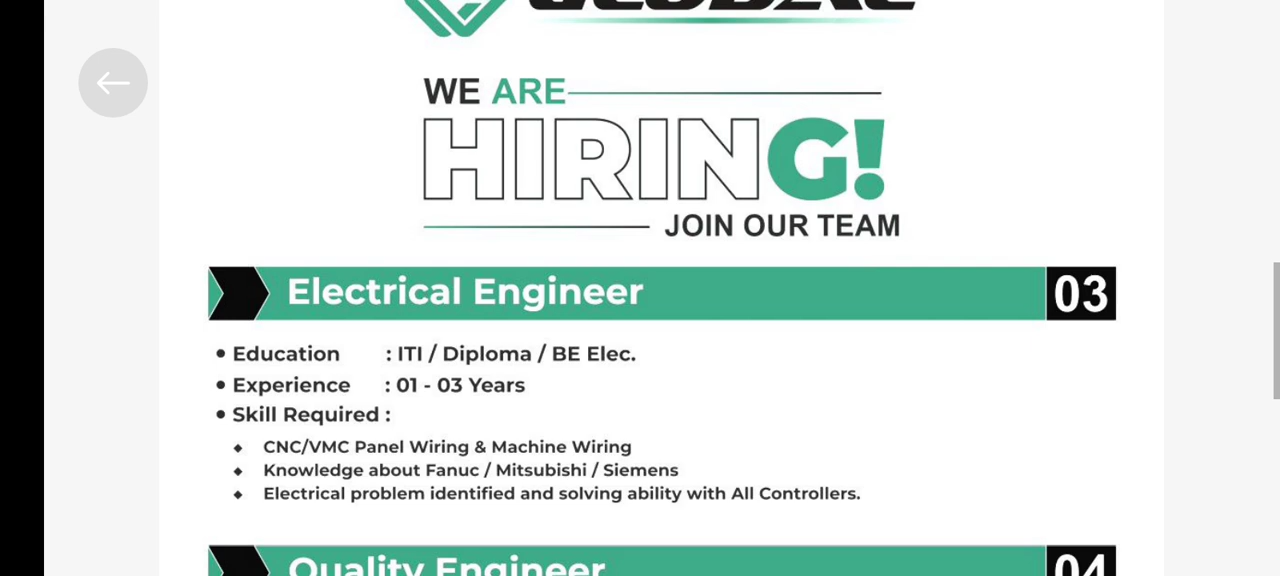 GLOBAL
WE ARE
HIRING!
JOIN OUR TEAM
Electrical Engineer 03
• Education : ITI / Diploma / BE Elec.
• Experience : 01 - 03 Years
• Skill Required :
◆ CNC/VMC Panel Wiring & Machine Wiring
◆ Knowledge about Fanuc / Mitsubishi / Siemens
◆ Electrical problem identified and solving ability with All Controllers.
Quality Engineer 04